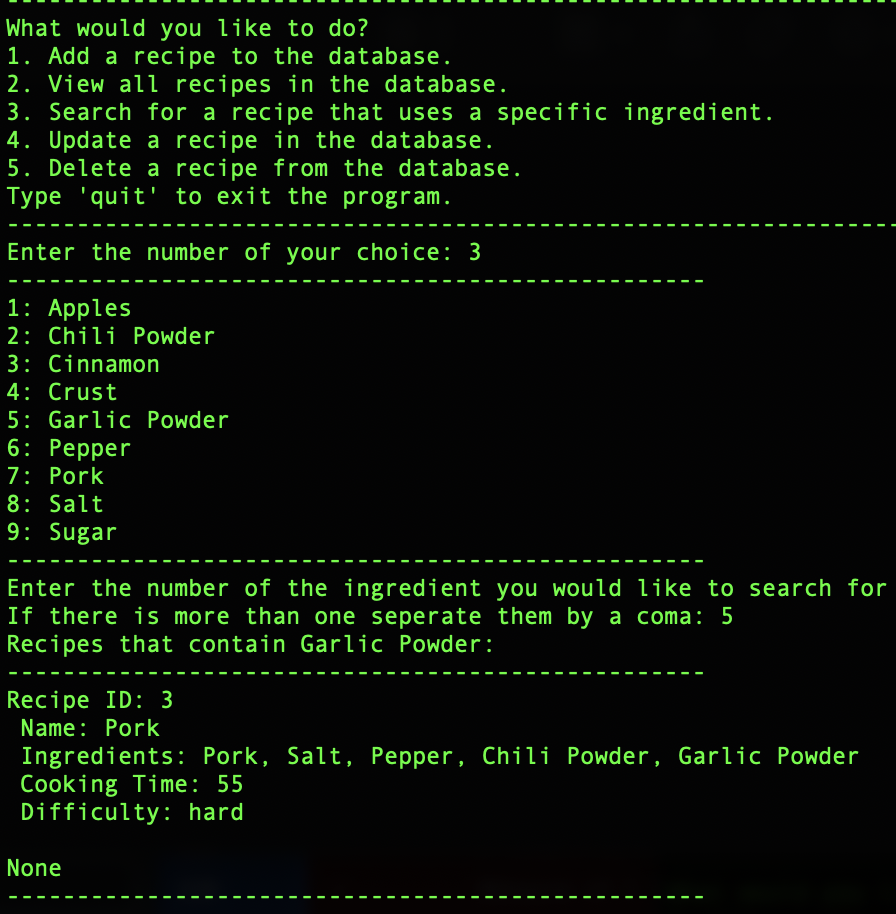 What would you like to do?
1. Add a recipe to the database.
2. View all recipes in the database.
3. Search for a recipe that uses a specific ingredient.
4. Update a recipe in the database.
5. Delete a recipe from the database.
Type 'quit' to exit the program.
----------------------------------------------------------------
Enter the number of your choice: 3
--------------------------------------------------
1: Apples
2: Chili Powder
3: Cinnamon
4: Crust
5: Garlic Powder
6: Pepper
7: Pork
8: Salt
9: Sugar
--------------------------------------------------
Enter the number of the ingredient you would like to search for
If there is more than one seperate them by a coma: 5
Recipes that contain Garlic Powder:
--------------------------------------------------
Recipe ID: 3
 Name: Pork
 Ingredients: Pork, Salt, Pepper, Chili Powder, Garlic Powder
 Cooking Time: 55
 Difficulty: hard

None
--------------------------------------------------